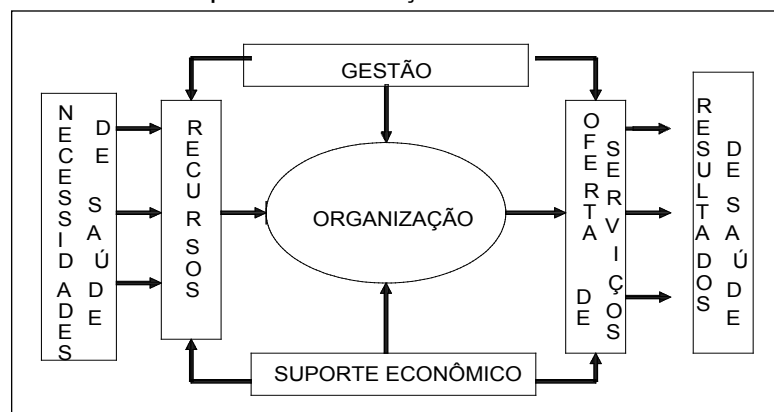 GESTÃO
NECESSIDADES
DE SAÚDE
RECURSOS
ORGANIZAÇÃO
OFERTA DE
SERVIÇOS
RESULTADOS
DE SAÚDE
SUPORTE ECONÔMICO